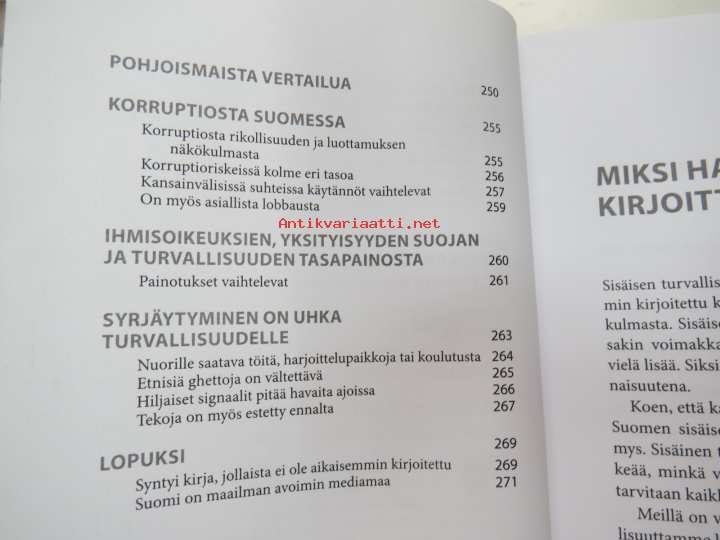 POHJOISMAISTA VERTAILUA 250
KORRUPTIOSTA SUOMESSA 255
Korruptiosta rikollisuuden ja luottamuksen
näkökulmasta 255
Korruptioriskeissä kolme eri tasoa 256
Kansainvälisissä suhteissa käytännöt vaihtelevat 257
On myös asiallista lobbausta 259
Antikvariaatti.net
IHMISOIKEUKSIEN, YKSITYISYYDEN SUOJAN
JA TURVALLISUUDEN TASAPAINOSTA 260
Painotukset vaihtelevat 261
SYRJÄYTYMINEN ON UHKA
TURVALLISUUDELLE 263
Nuorille saatava töitä, harjoittelupaikkoja tai koulutusta 264
Etnisiä ghettoja on vältettävä 265
Hiljaiset signaalit pitää havaita ajoissa 266
Tekoja on myös estetty ennalta 267
LOPUKSI 269
Syntyi kirja, jollaista ei ole aikaisemmin kirjoitettu 269
Suomi on maailman avoimin mediamaa 271
MIKSI HA
KIRJOITT
Sisäisen turvallis
min kirjoitettu k
kulmasta. Sisäise
sakin voimakka
vielä lisää. Siksi
naisuutena.
Koen, että ka
Suomen sisäise
mys. Sisäinen t
keää, minkä v
tarvitaan kaikk
Meillä on v
lisuuttamme